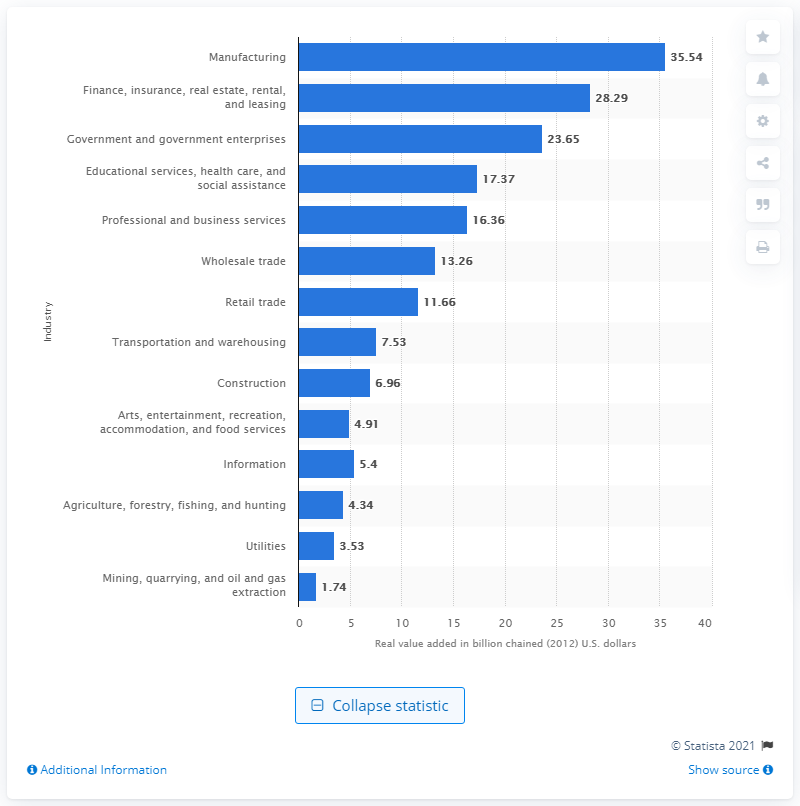 Manufacturing 35.54
Finance, insurance, real estate, rental,
and leasing 28.29
Government and government enterprises 23.65
Educational services, health care, and
social assistance 17.37
Professional and business services 16.36
Wholesale trade 13.26
Industry
Retail trade 11.66
Transportation and warehousing 7.53
Construction 6.96
Arts, entertainment, recreation,
accommodation, and food services 4.91
Information 5.4
Agriculture, forestry, fishing, and hunting 4.34
Utilities 3.53
Mining, quarrying, and oil and gas
extraction 1.74
0 5 10 15 20 25 30 35 40
Real value added in billion chained (2012) U.S. dollars
Collapse statistic
© Statista 2021
Additional Information
Show source